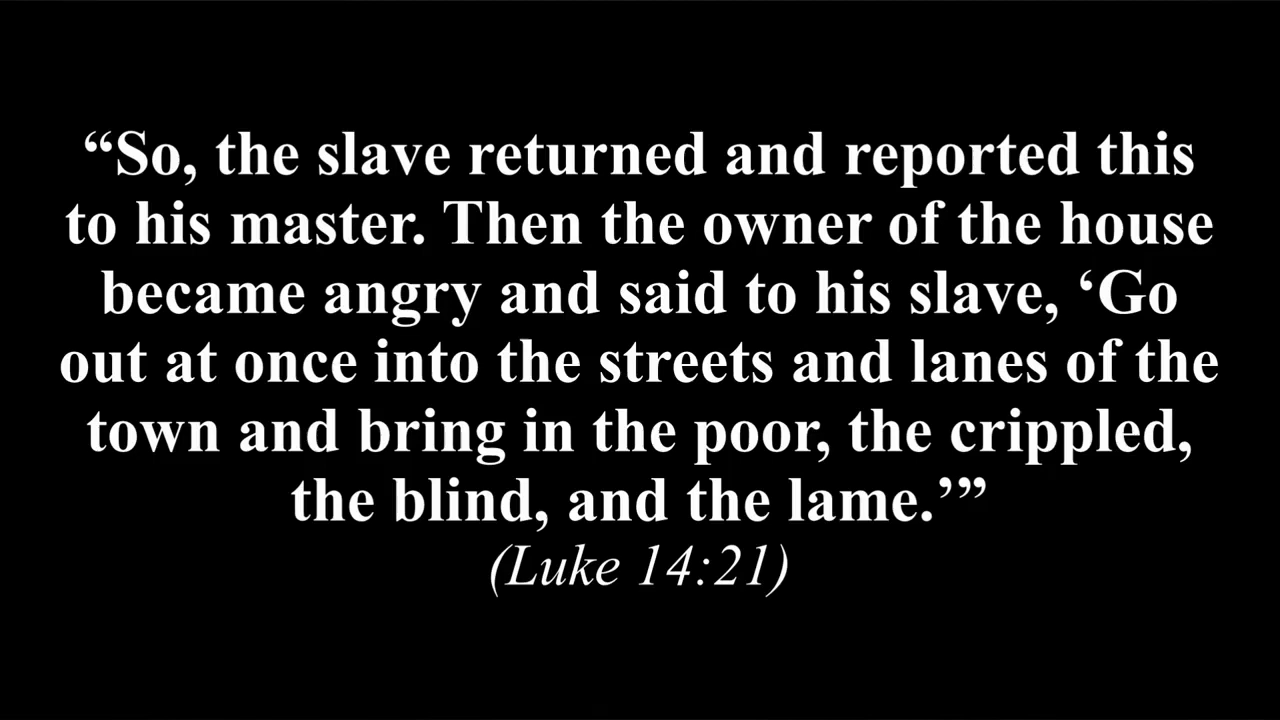 “So, the slave returned and reported this
to his master. Then the owner of the house
became angry and said to his slave, ‘Go
out at once into the streets and lanes of the
town and bring in the poor, the crippled,
the blind, and the lame.’”
(Luke 14:21)